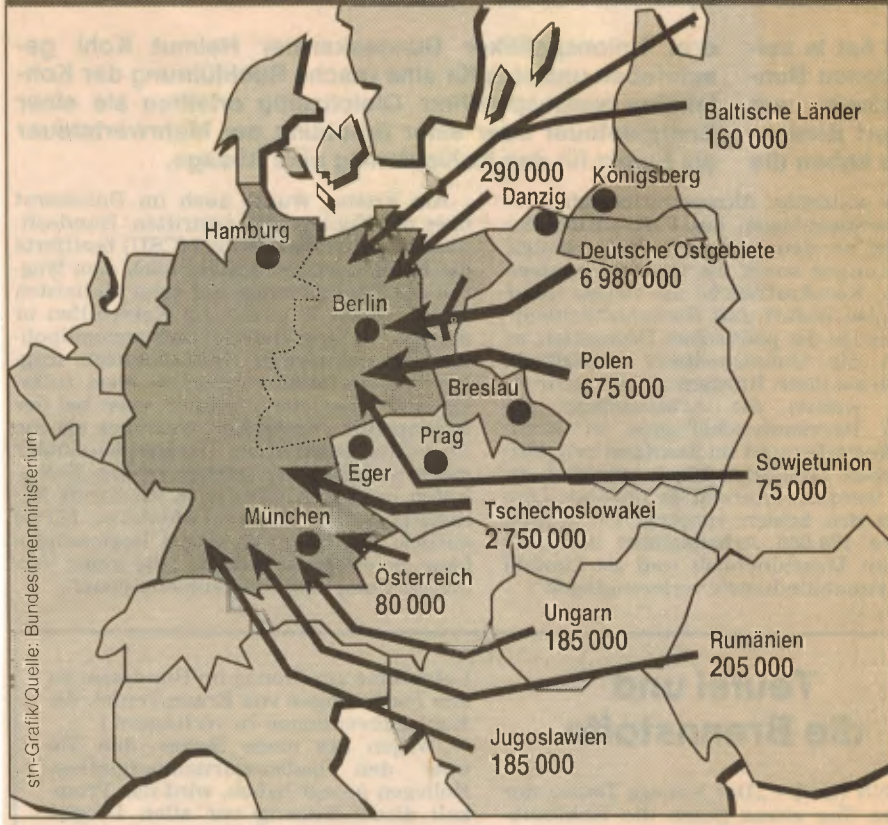 Baltische Länder
160 000
290 000
Danzig
Königsberg
Hamburg
Deutsche Ostgebiete
6 980 000
Berlin
Polen
675 000
Breslau
Prag
Eger
Sowjetunion
75 000
Tschechoslowakei
2 750 000
München
Österreich
80 000
Ungarn
185 000
Rumänien
205 000
Jugoslawien
185 000
stn-Grafik/Quelle: Bundesinnenministerium